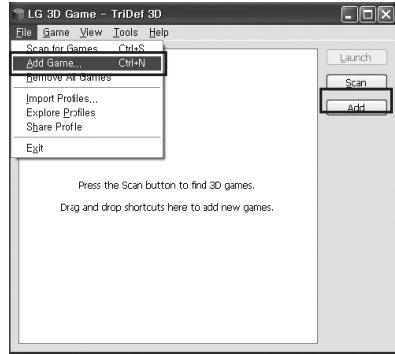 LG 3D Game - TriDef 3D
File Game View Tools Help
Scan for Games Ctrl+S
Add Game... Ctrl+N
Remove All Games
Import Profiles...
Explore Profiles
Share Profile
Exit
Launch
Scan
Add
Press the Scan button to find 3D games.
Drag and drop shortcuts here to add new games.